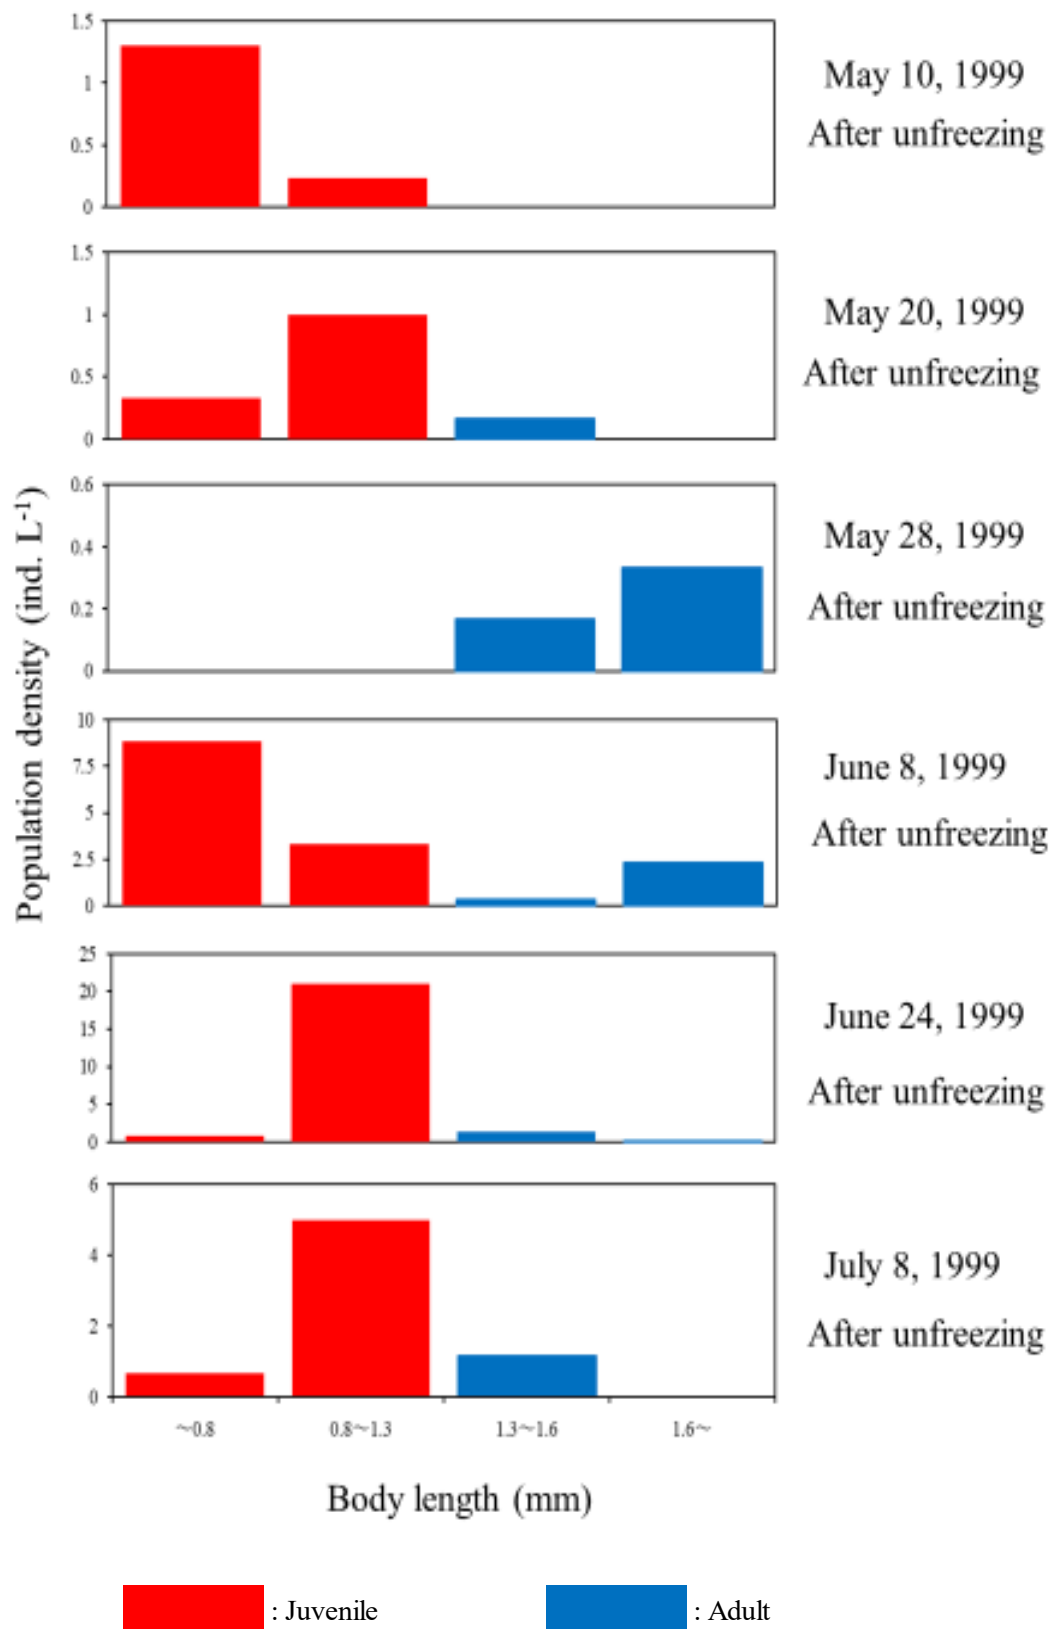 Population density (ind. L-1)
1.5
1
0.5
0
May 10, 1999
After unfreezing
1.5
1
0.5
0
May 20, 1999
After unfreezing
0.6
0.4
0.2
0
May 28, 1999
After unfreezing
10
7.5
5
2.5
0
June 8, 1999
After unfreezing
25
20
15
10
5
0
June 24, 1999
After unfreezing
6
4
2
0
July 8, 1999
After unfreezing
~0.8 0.8~1.3 1.3~1.6 1.6~
Body length (mm)
: Juvenile : Adult